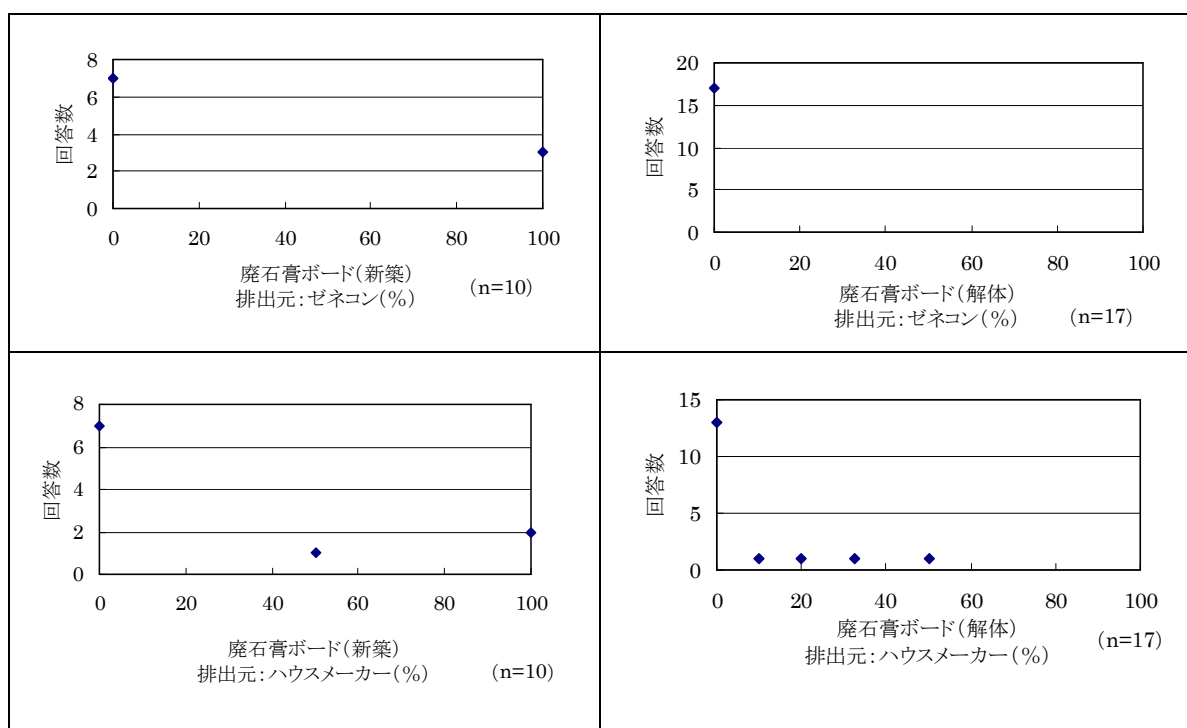 8
6
4
2
0
回答数
0 20 40 60 80 100
廃石膏ボード(新築)
排出元:ゼネコン(%)
(n=10)
20
15
10
5
0
回答数
0 20 40 60 80 100
廃石膏ボード(解体)
排出元:ゼネコン(%)
(n=17)
8
6
4
2
0
回答数
0 20 40 60 80 100
廃石膏ボード(新築)
排出元:ハウスメーカー(%)
(n=10)
15
10
5
0
回答数
0 20 40 60 80 100
廃石膏ボード(解体)
排出元:ハウスメーカー(%)
(n=17)